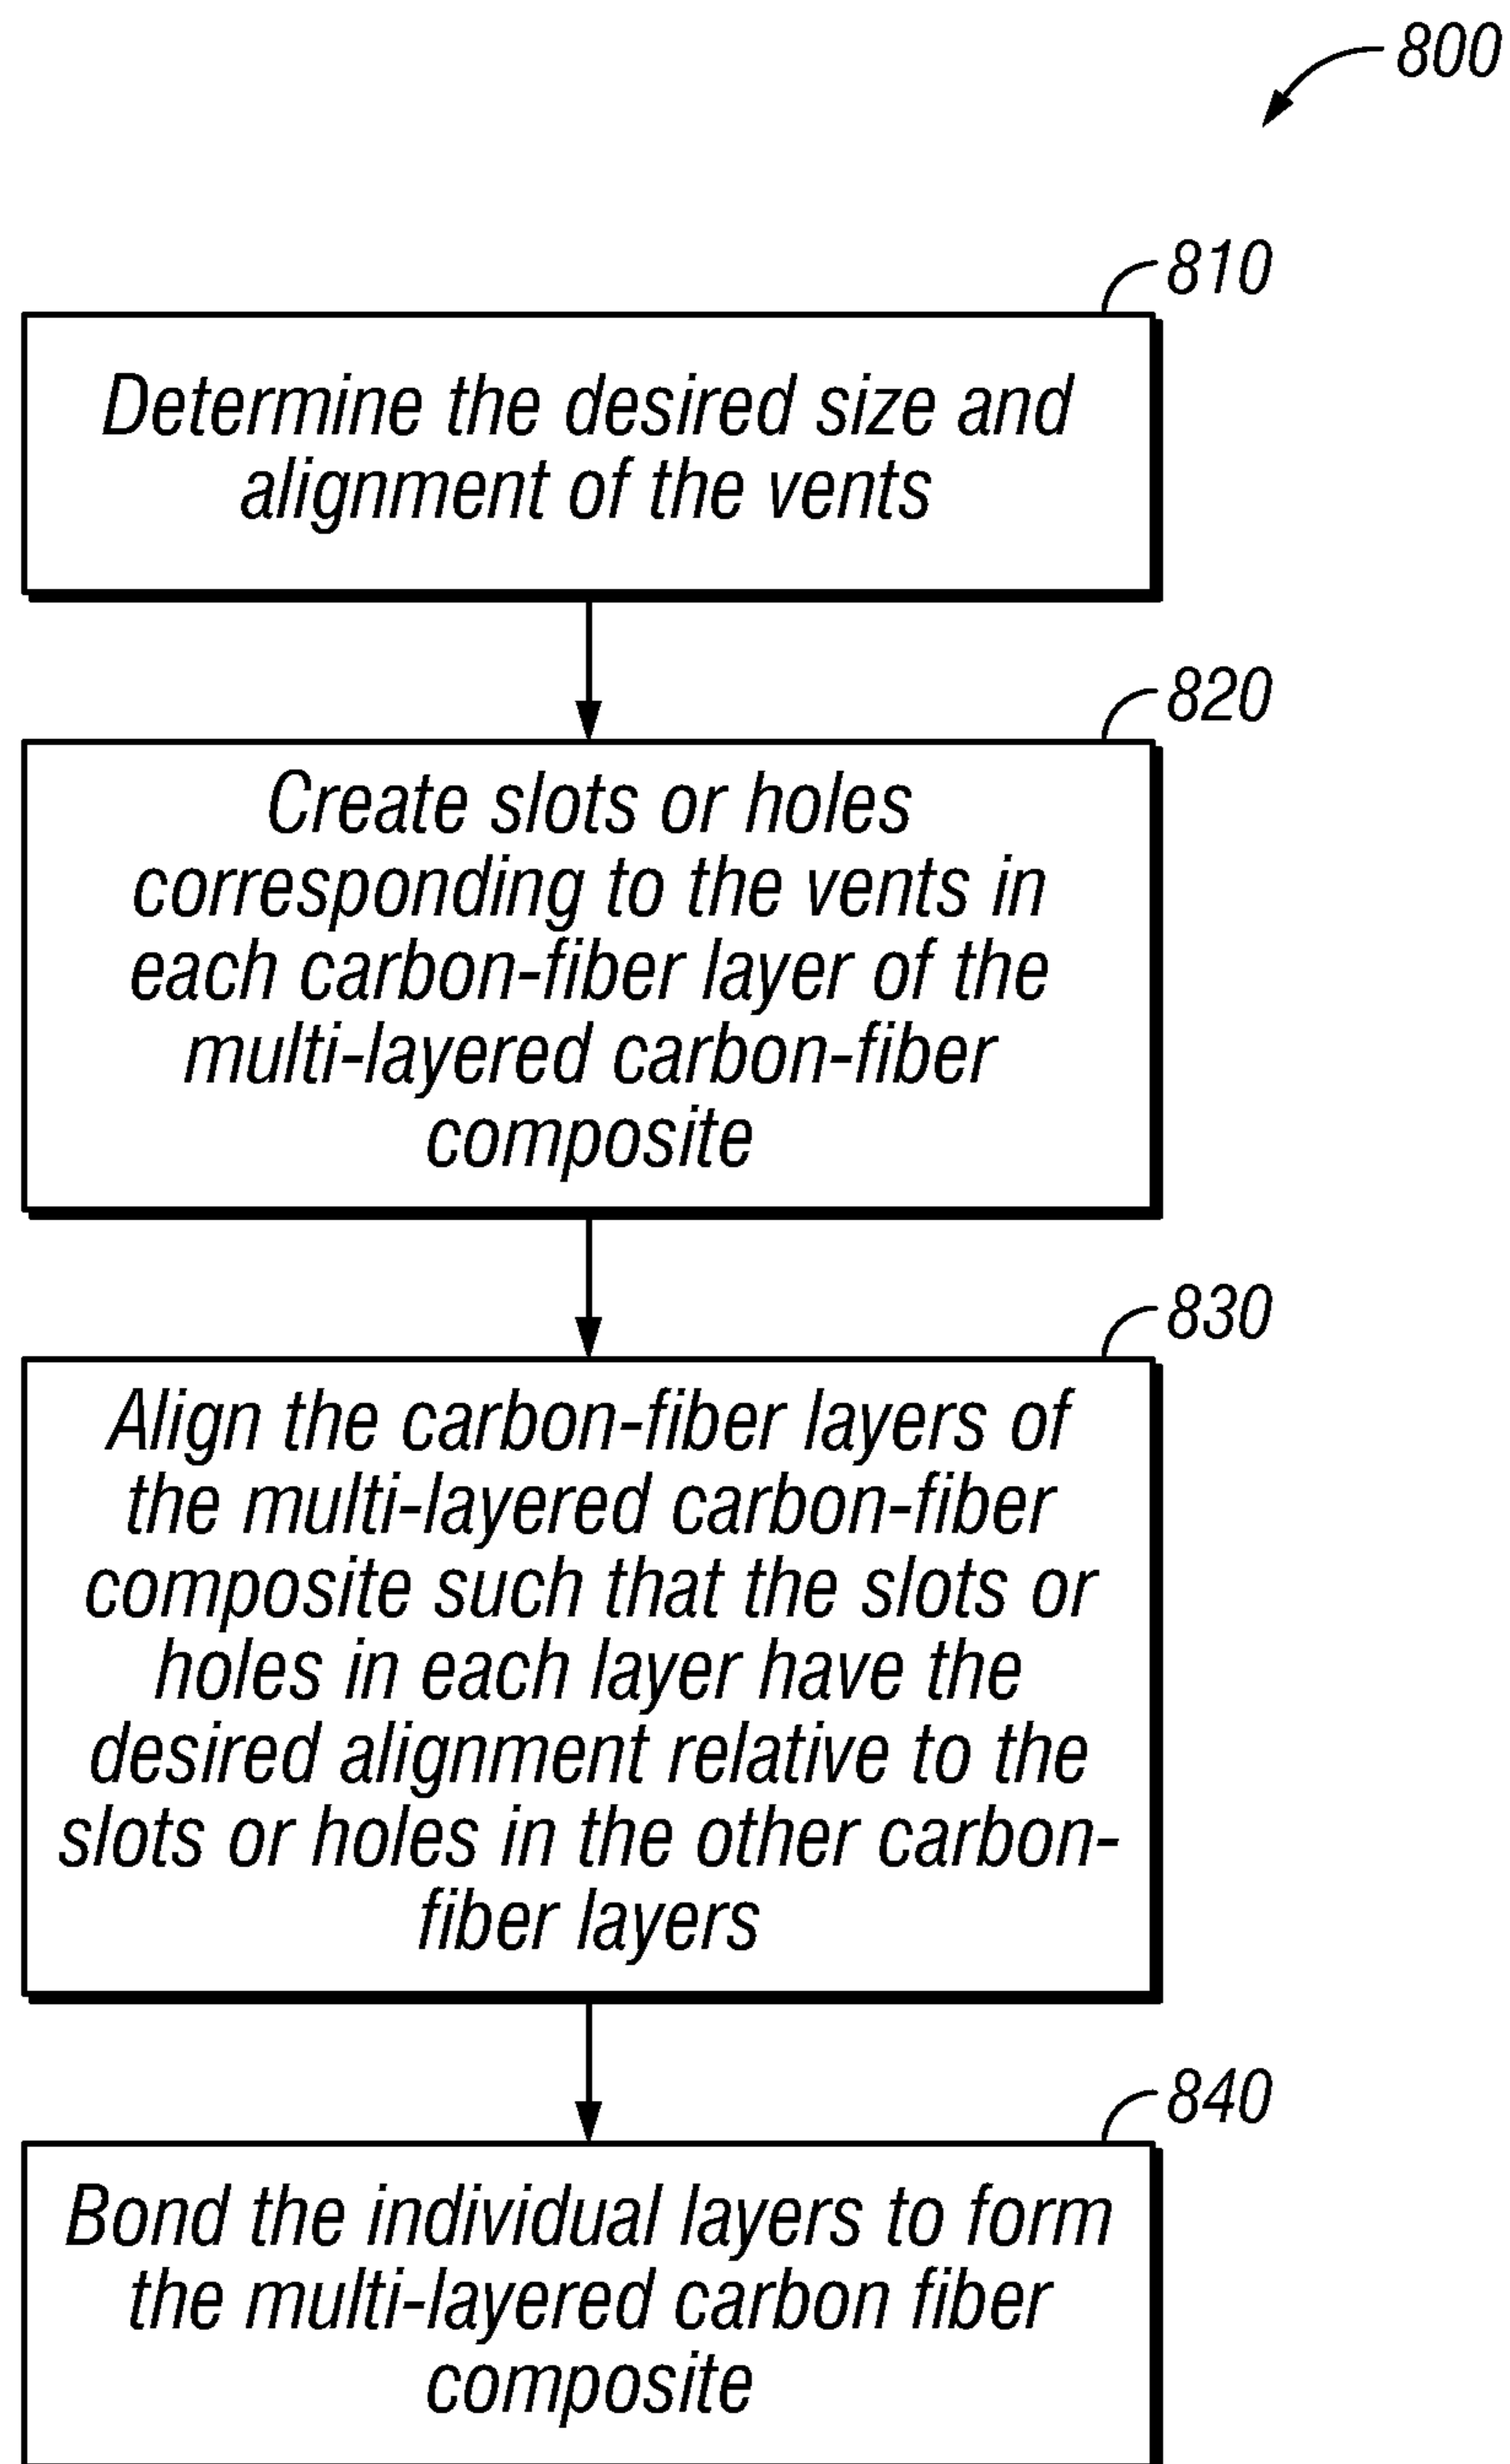 800
810
Determine the desired size and
alignment of the vents
820
Create slots or holes
corresponding to the vents in
each carbon-fiber layer of the
multi-layered carbon-fiber
composite
830
Align the carbon-fiber layers of
the multi-layered carbon-fiber
composite such that the slots or
holes in each layer have the
desired alignment relative to the
slots or holes in the other carbon-
fiber layers
840
Bond the individual layers to form
the multi-layered carbon fiber
composite